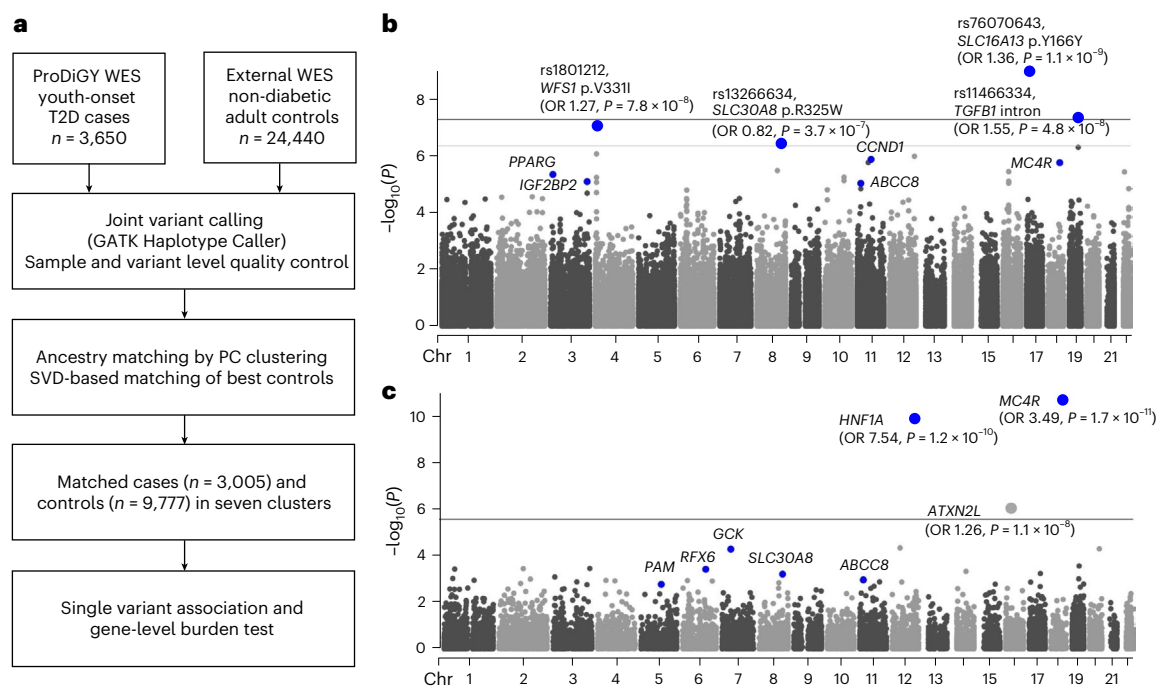 a
ProDiGY WES
youth-onset
T2D cases
n = 3,650
External WES
non-diabetic
adult controls
n = 24,440
Joint variant calling
(GATK Haplotype Caller)
Sample and variant level quality control
Ancestry matching by PC clustering
SVD-based matching of best controls
Matched cases (n = 3,005) and
controls (n = 9,777) in seven clusters
Single variant association and
gene-level burden test
b
rs76070643,
SLC16A13 p.Y166Y
(OR 1.36, P = 1.1 × 10⁻⁹)
rs1801212,
WFS1 p.V331I
(OR 1.27, P = 7.8 × 10⁻⁸)
rs13266634,
SLC30A8 p.R325W
(OR 0.82, P = 3.7 × 10⁻⁷)
rs11466334,
TGFB1 intron
(OR 1.55, P = 4.8 × 10⁻⁸)
PPARG
IGF2BP2
CCND1
ABCC8
MC4R
−log₁₀(P)
8
6
4
2
0
Chr 1 2 3 4 5 6 7 8 9 10 11 12 13 15 17 19 21
c
MC4R
(OR 3.49, P = 1.7 × 10⁻¹¹)
HNF1A
(OR 7.54, P = 1.2 × 10⁻¹⁰)
ATXN2L
(OR 1.26, P = 1.1 × 10⁻⁸)
GCK
PAM
RFX6
SLC30A8
ABCC8
−log₁₀(P)
10
8
6
4
2
0
Chr 1 2 3 4 5 6 7 8 9 10 11 12 13 15 17 19 21